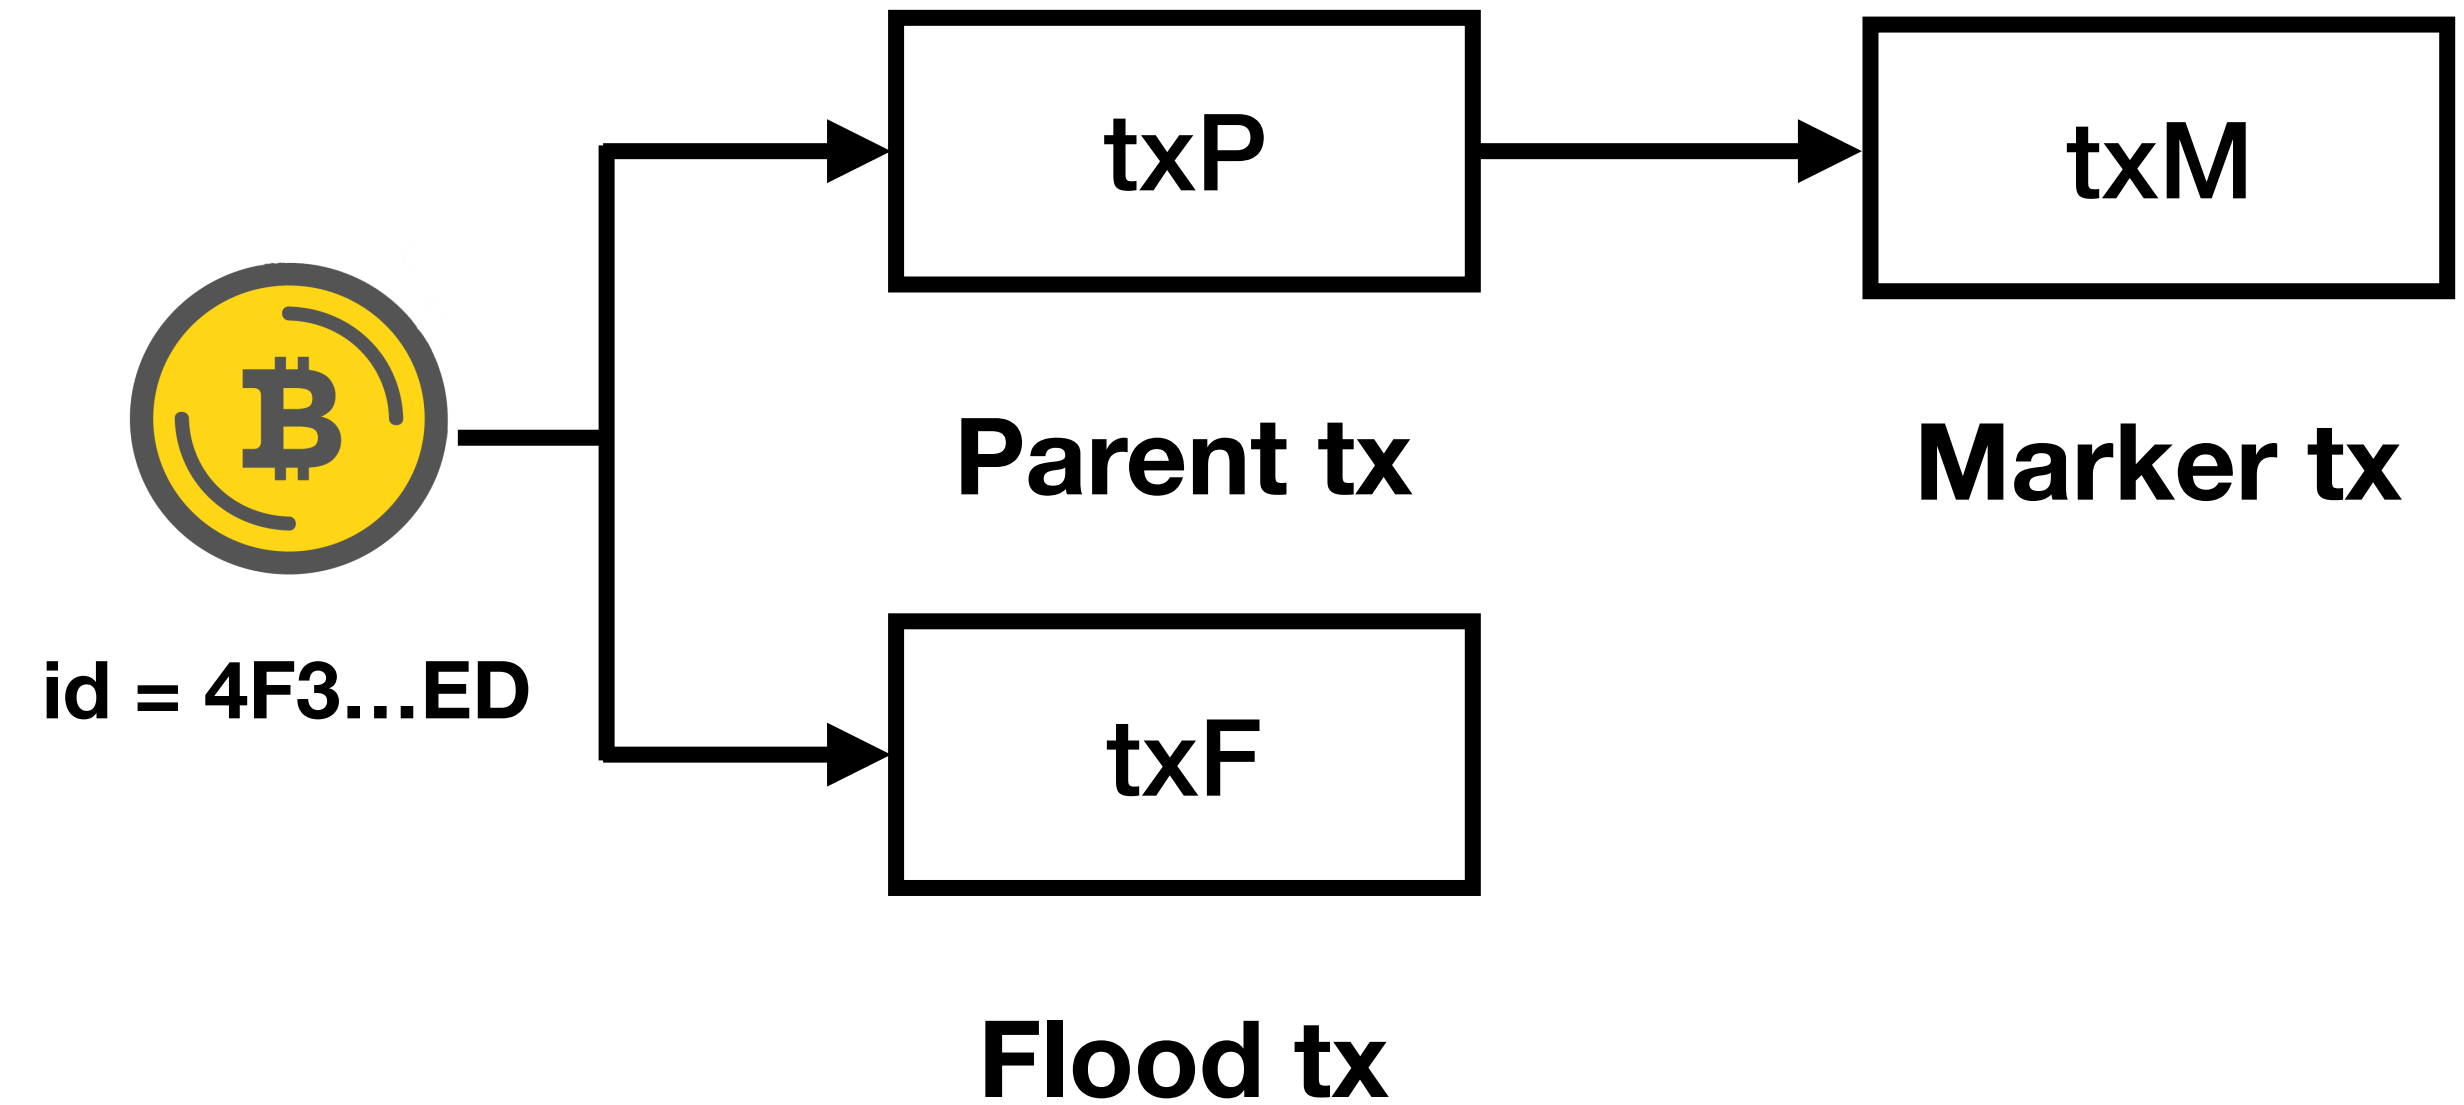 txP
txM
Parent tx
Marker tx
id = 4F3...ED
txF
Flood tx